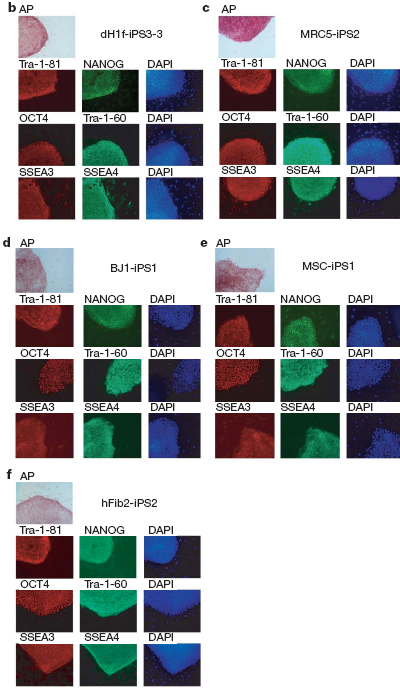 b AP
dH1f-iPS3-3
Tra-1-81 NANOG DAPI
OCT4 Tra-1-60 DAPI
SSEA3 SSEA4 DAPI
c AP
MRC5-iPS2
Tra-1-81 NANOG DAPI
OCT4 Tra-1-60 DAPI
SSEA3 SSEA4 DAPI
d AP
BJ1-iPS1
Tra-1-81 NANOG DAPI
OCT4 Tra-1-60 DAPI
SSEA3 SSEA4 DAPI
e AP
MSC-iPS1
Tra-1-81 NANOG DAPI
OCT4 Tra-1-60 DAPI
SSEA3 SSEA4 DAPI
f AP
hFib2-iPS2
Tra-1-81 NANOG DAPI
OCT4 Tra-1-60 DAPI
SSEA3 SSEA4 DAPI